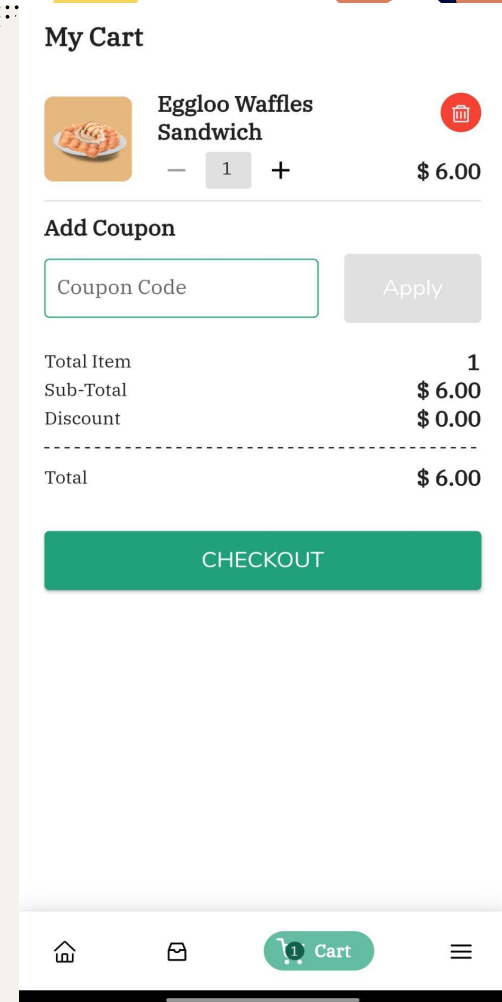 My Cart
Eggloo Waffles
Sandwich
1
$ 6.00
Add Coupon
Coupon Code
Apply
Total Item 1
Sub-Total $ 6.00
Discount $ 0.00
Total $ 6.00
CHECKOUT
1 Cart